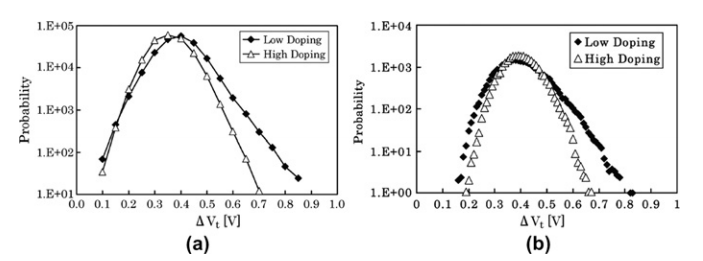 1.E+05
1.E+04
1.E+03
1.E+02
1.E+01
Probability
Low Doping
High Doping
0.0 0.1 0.2 0.3 0.4 0.5 0.6 0.7 0.8 0.9 1.0
ΔVt [V]
(a)
1.E+04
1.E+03
1.E+02
1.E+01
1.E+00
Probability
Low Doping
High Doping
0 0.1 0.2 0.3 0.4 0.5 0.6 0.7 0.8 0.9 1
ΔVt [V]
(b)